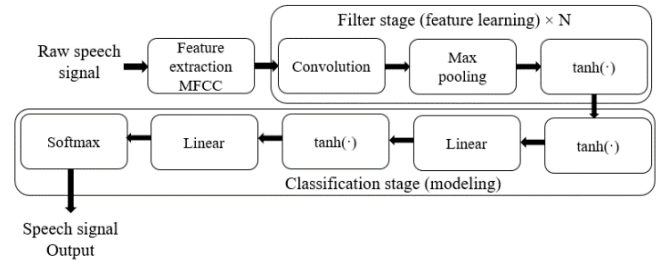 Filter stage (feature learning) × N
Raw speech
signal
Feature
extraction
MFCC
Convolution
Max
pooling
tanh(·)
Softmax
Linear
tanh(·)
Linear
tanh(·)
Classification stage (modeling)
Speech signal
Output